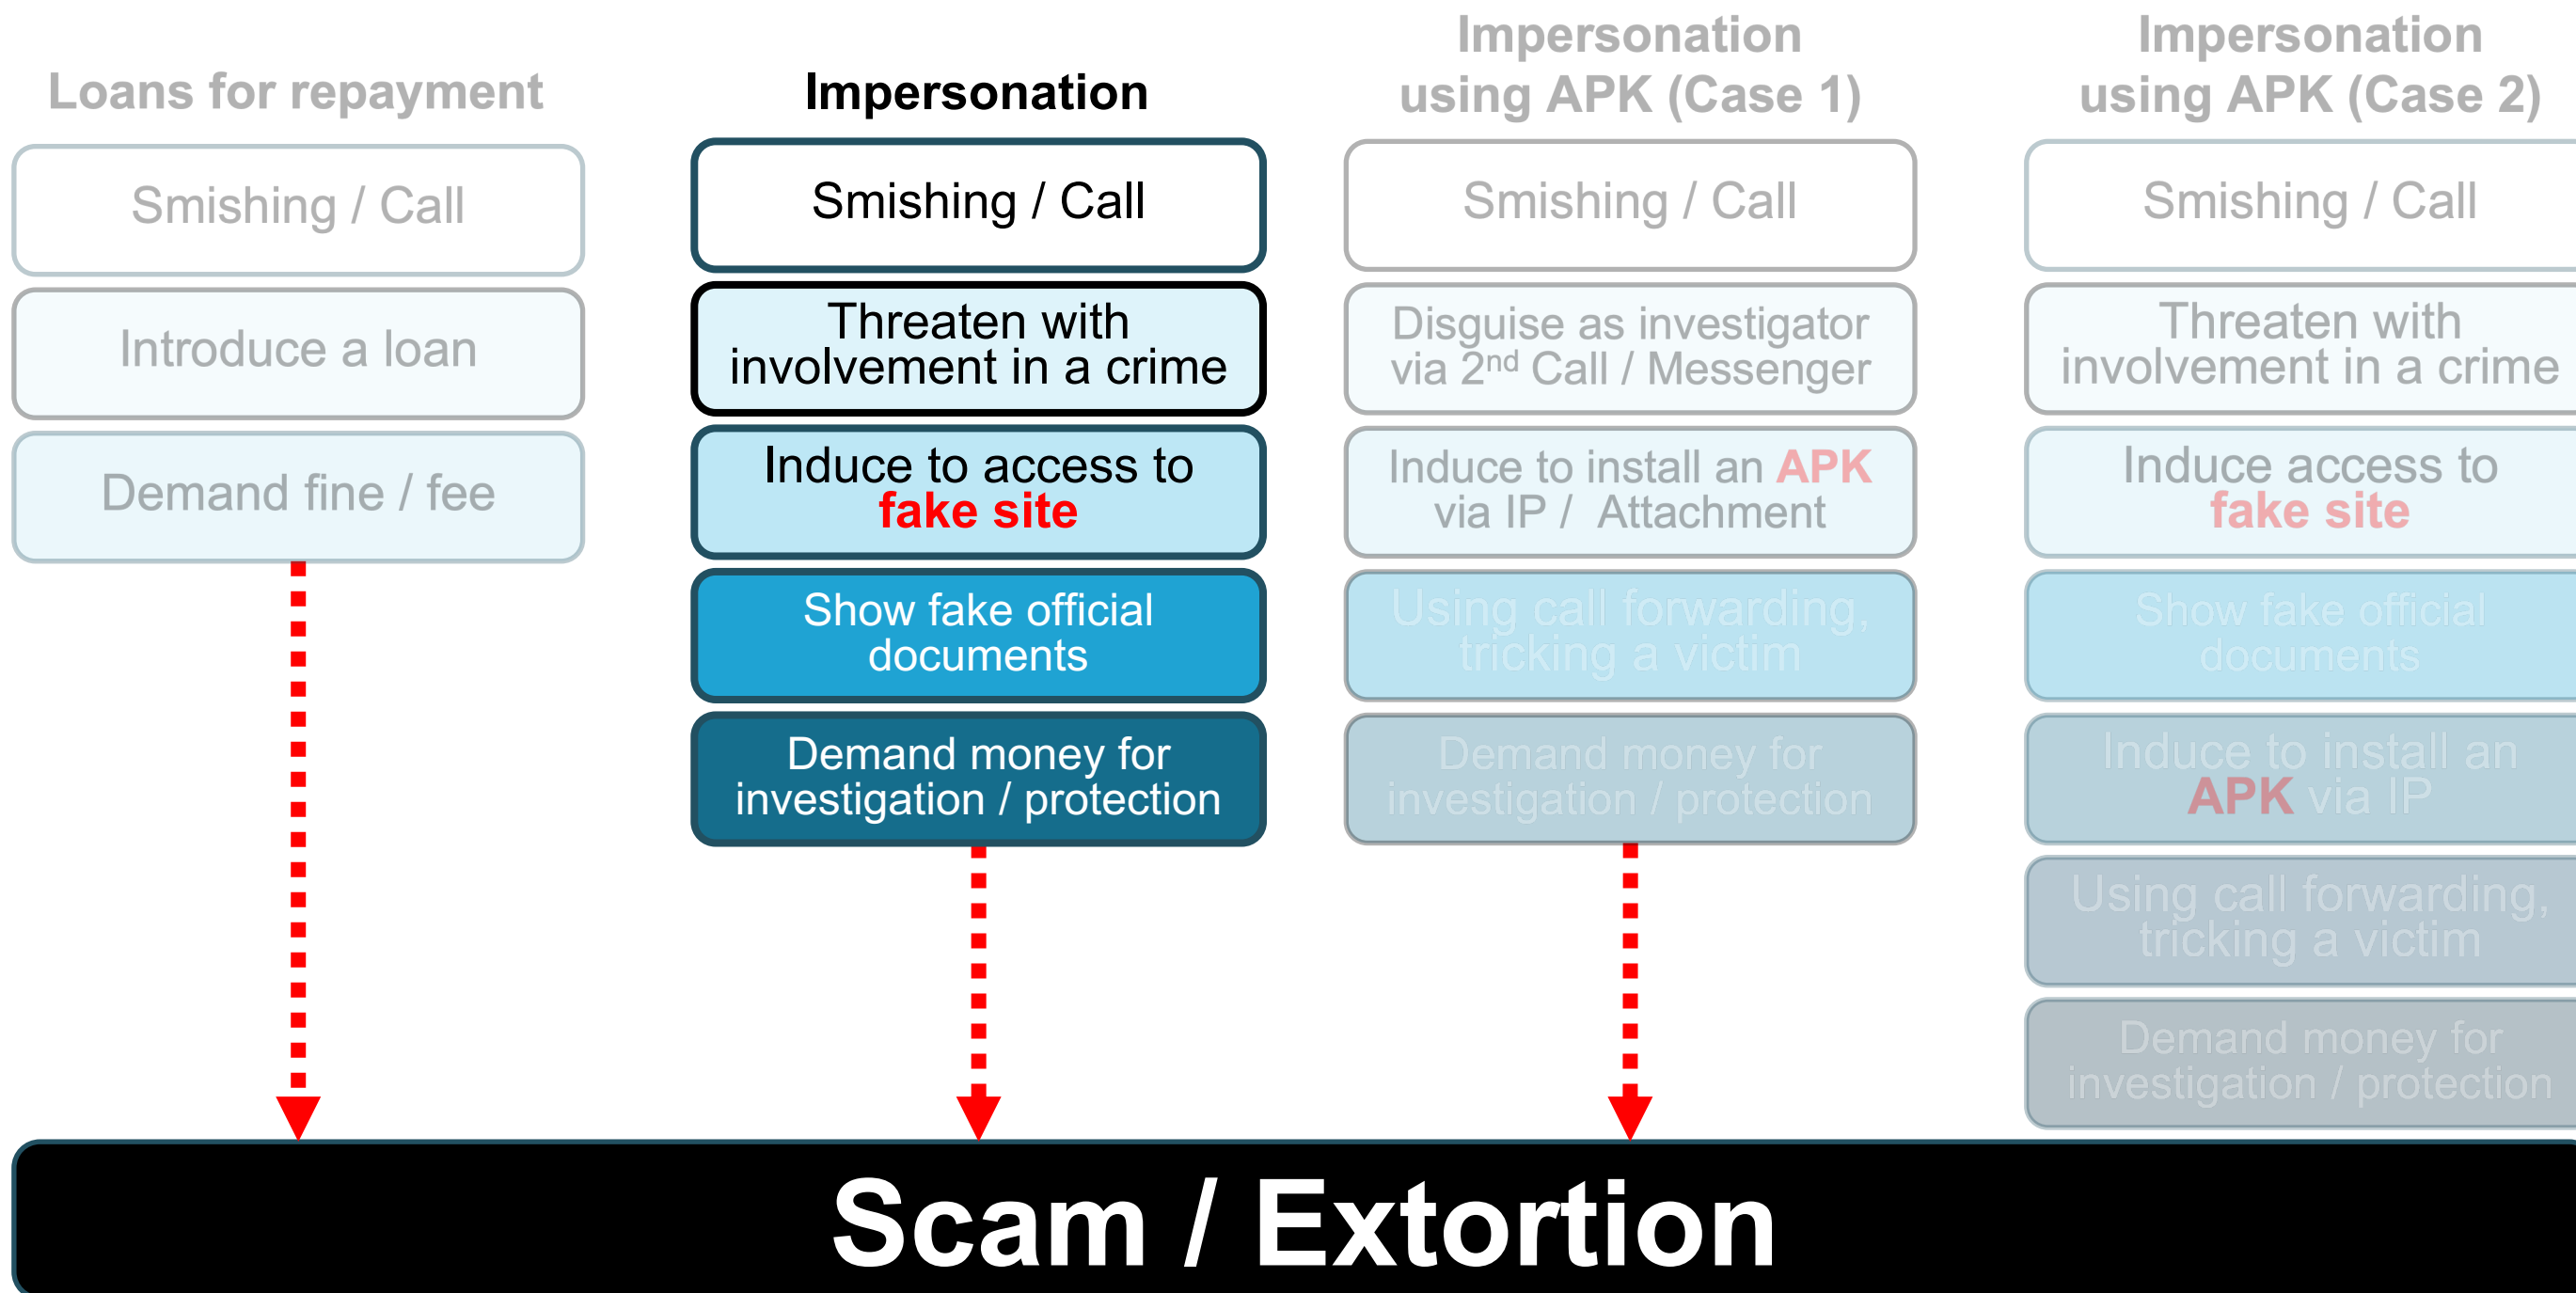 Loans for repayment
Smishing / Call
Introduce a loan
Demand fine / fee
Impersonation
Smishing / Call
Threaten with
involvement in a crime
Induce to access to
fake site
Show fake official
documents
Demand money for
investigation / protection
Impersonation
using APK (Case 1)
Smishing / Call
Disguise as investigator
via 2nd Call / Messenger
Induce to install an APK
via IP / Attachment
Using call forwarding,
tricking a victim
Demand money for
investigation / protection
Impersonation
using APK (Case 2)
Smishing / Call
Threaten with
involvement in a crime
Induce access to
fake site
Show fake official
documents
Induce to install an
APK via IP
Using call forwarding,
tricking a victim
Demand money for
investigation / protection
Scam / Extortion